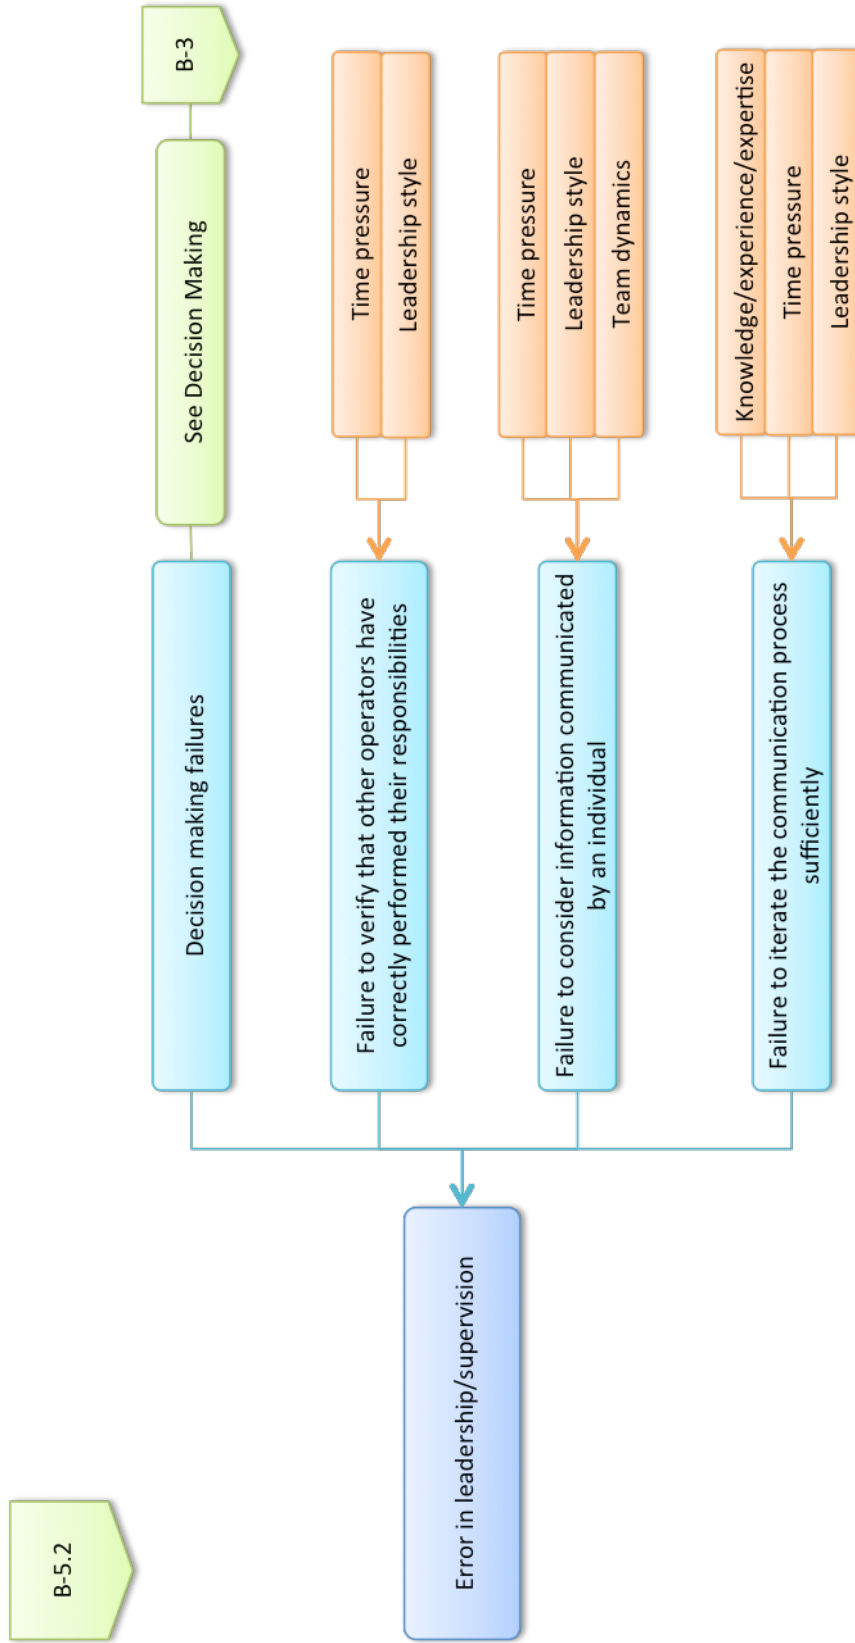 B-5.2
Error in leadership/supervision
Decision making failures
See Decision Making
B-3
Failure to verify that other operators have
correctly performed their responsibilities
Time pressure
Leadership style
Failure to consider information communicated
by an individual
Time pressure
Leadership style
Team dynamics
Failure to iterate the communication process
sufficiently
Knowledge/experience/expertise
Time pressure
Leadership style